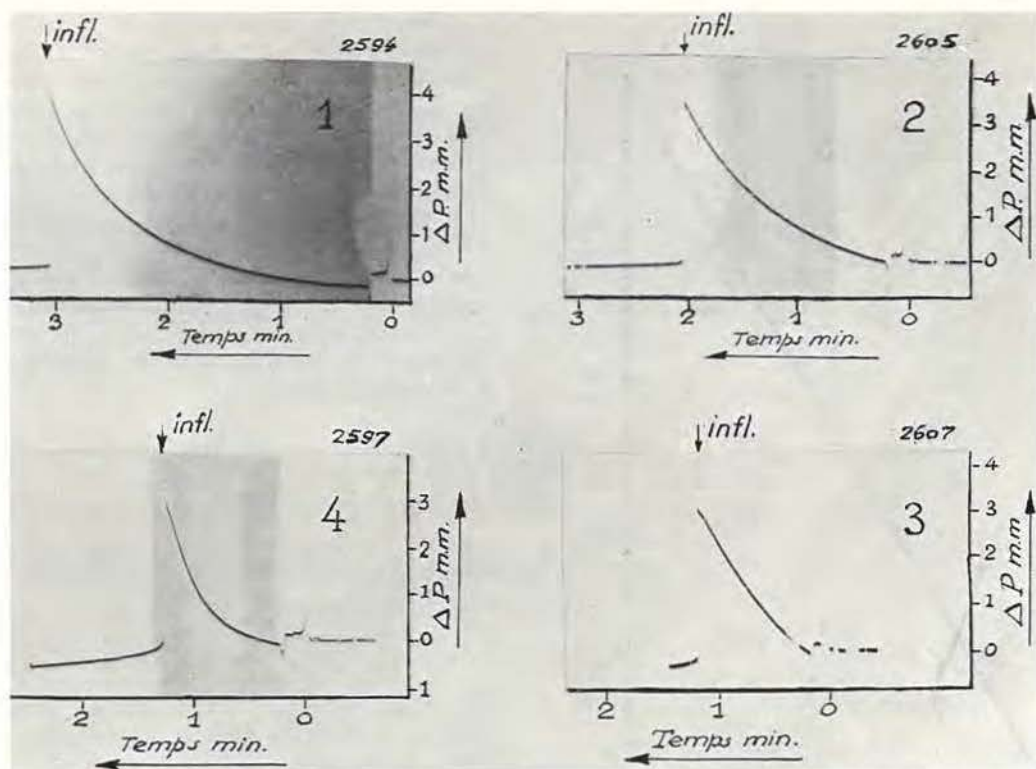 infl. 2594
1
4
3
2
1
0
ΔP. m.m.
3 2 1 0
Temps min.
infl. 2605
2
4
3
2
1
0
ΔP. m.m.
3 2 1 0
Temps min.
infl. 2597
4
3
2
1
0
1
ΔP m.m.
2 1 0
Temps min.
infl. 2607
3
4
3
2
1
0
ΔP m.m
2 1 0
Temps min.